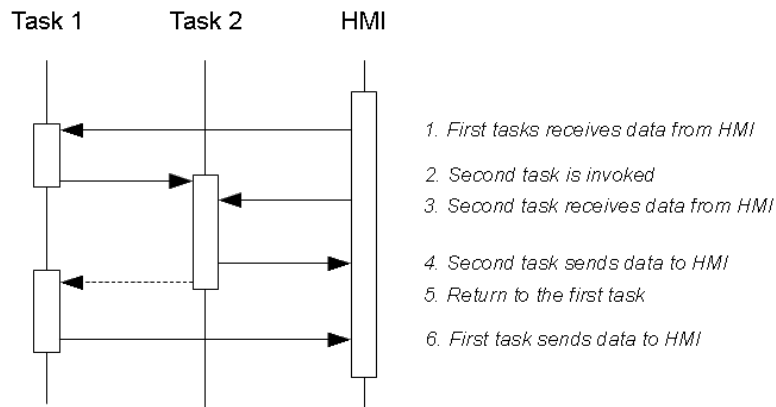 Task 1 Task 2 HMI
1. First tasks receives data from HMI
2. Second task is invoked
3. Second task receives data from HMI
4. Second task sends data to HMI
5. Return to the first task
6. First task sends data to HMI